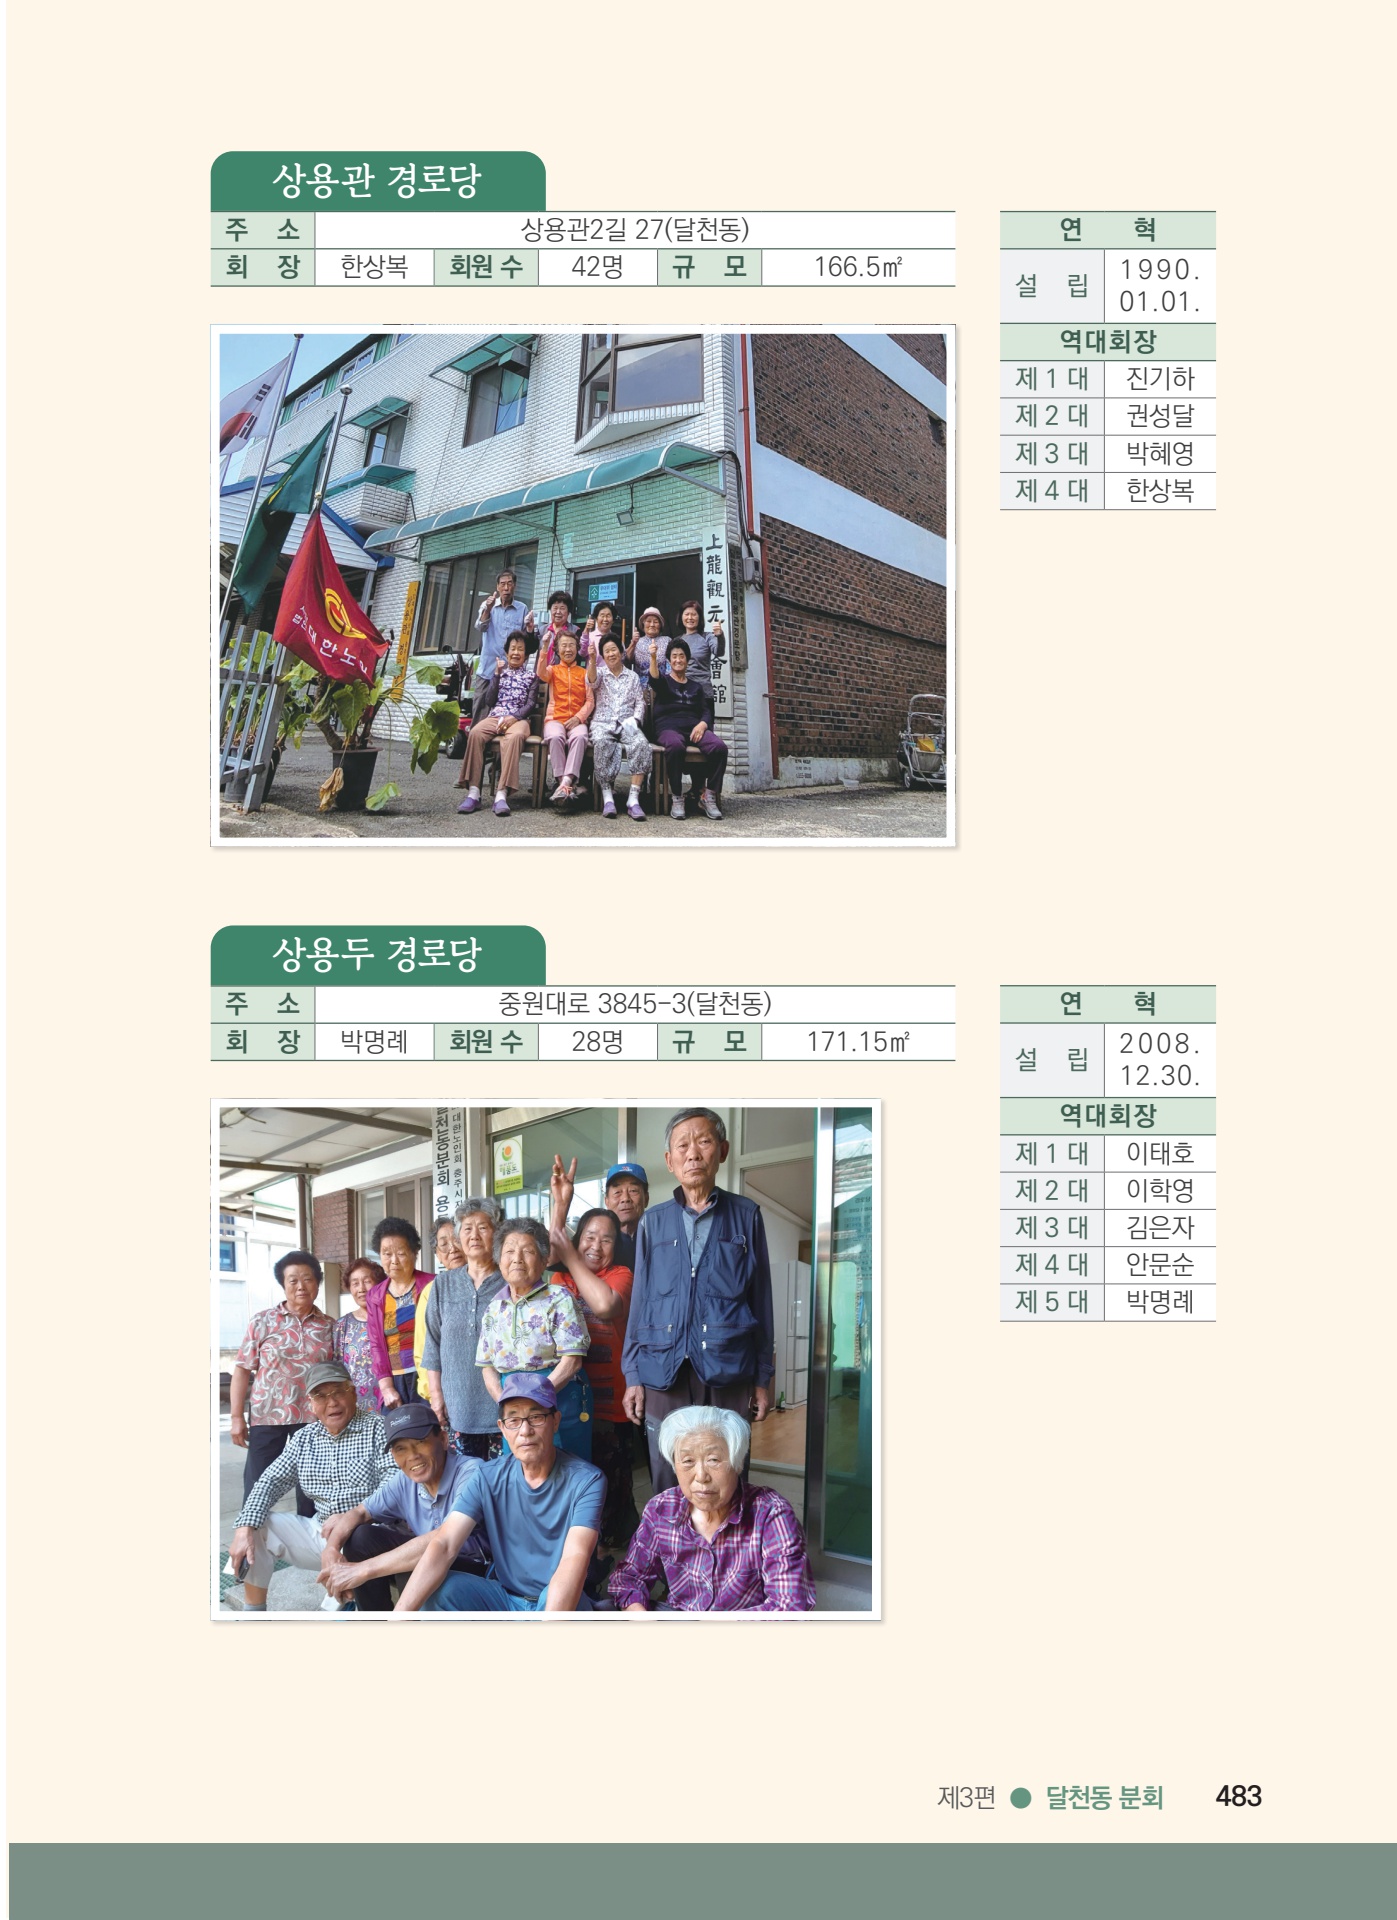 상용관 경로당
주 소 상용관2길 27(달천동)
회 장 한상복 회원 수 42명 규 모 166.5㎡
연 혁
설 립 1990. 01.01.
역대회장
제 1 대 진기하
제 2 대 권성달
제 3 대 박혜영
제 4 대 한상복
上龍觀元
會館
대한노
상용두 경로당
주 소 중원대로 3845-3(달천동)
회 장 박명례 회원 수 28명 규 모 171.15㎡
연 혁
설 립 2008. 12.30.
역대회장
제 1 대 이태호
제 2 대 이학영
제 3 대 김은자
제 4 대 안문순
제 5 대 박명례
대한노인회 충주시지
달천동분회 용
제3편 ● 달천동 분회 483